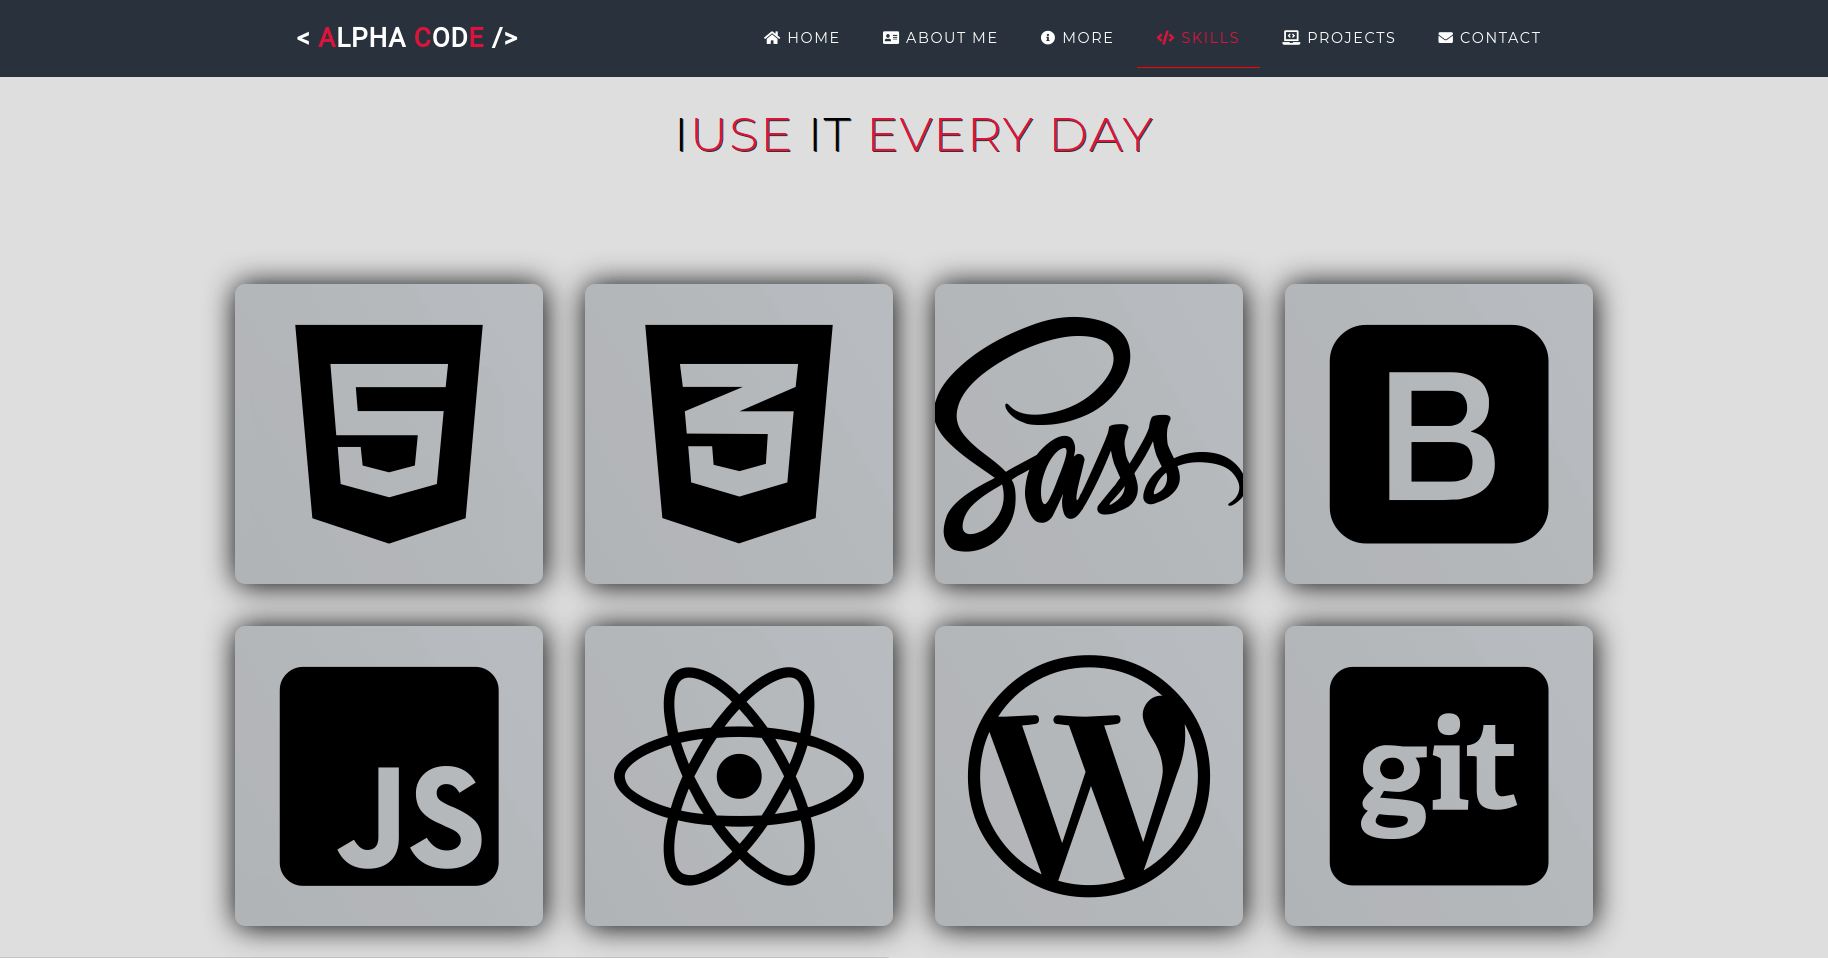 < ALPHA CODE />
HOME
ABOUT ME
MORE
SKILLS
PROJECTS
CONTACT
I USE IT EVERY DAY
5
3
Sass
B
JS
W
git